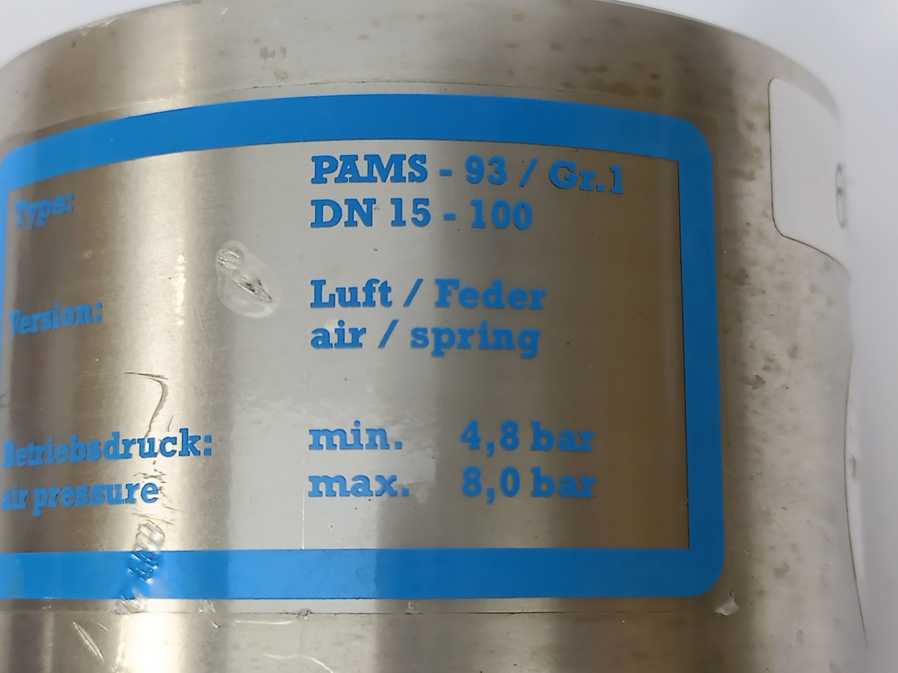 Type: PAMS - 93 / Gr.1
DN 15 - 100
Version: Luft / Feder
air / spring
Betriebsdruck: min. 4,8 bar
air pressure max. 8,0 bar